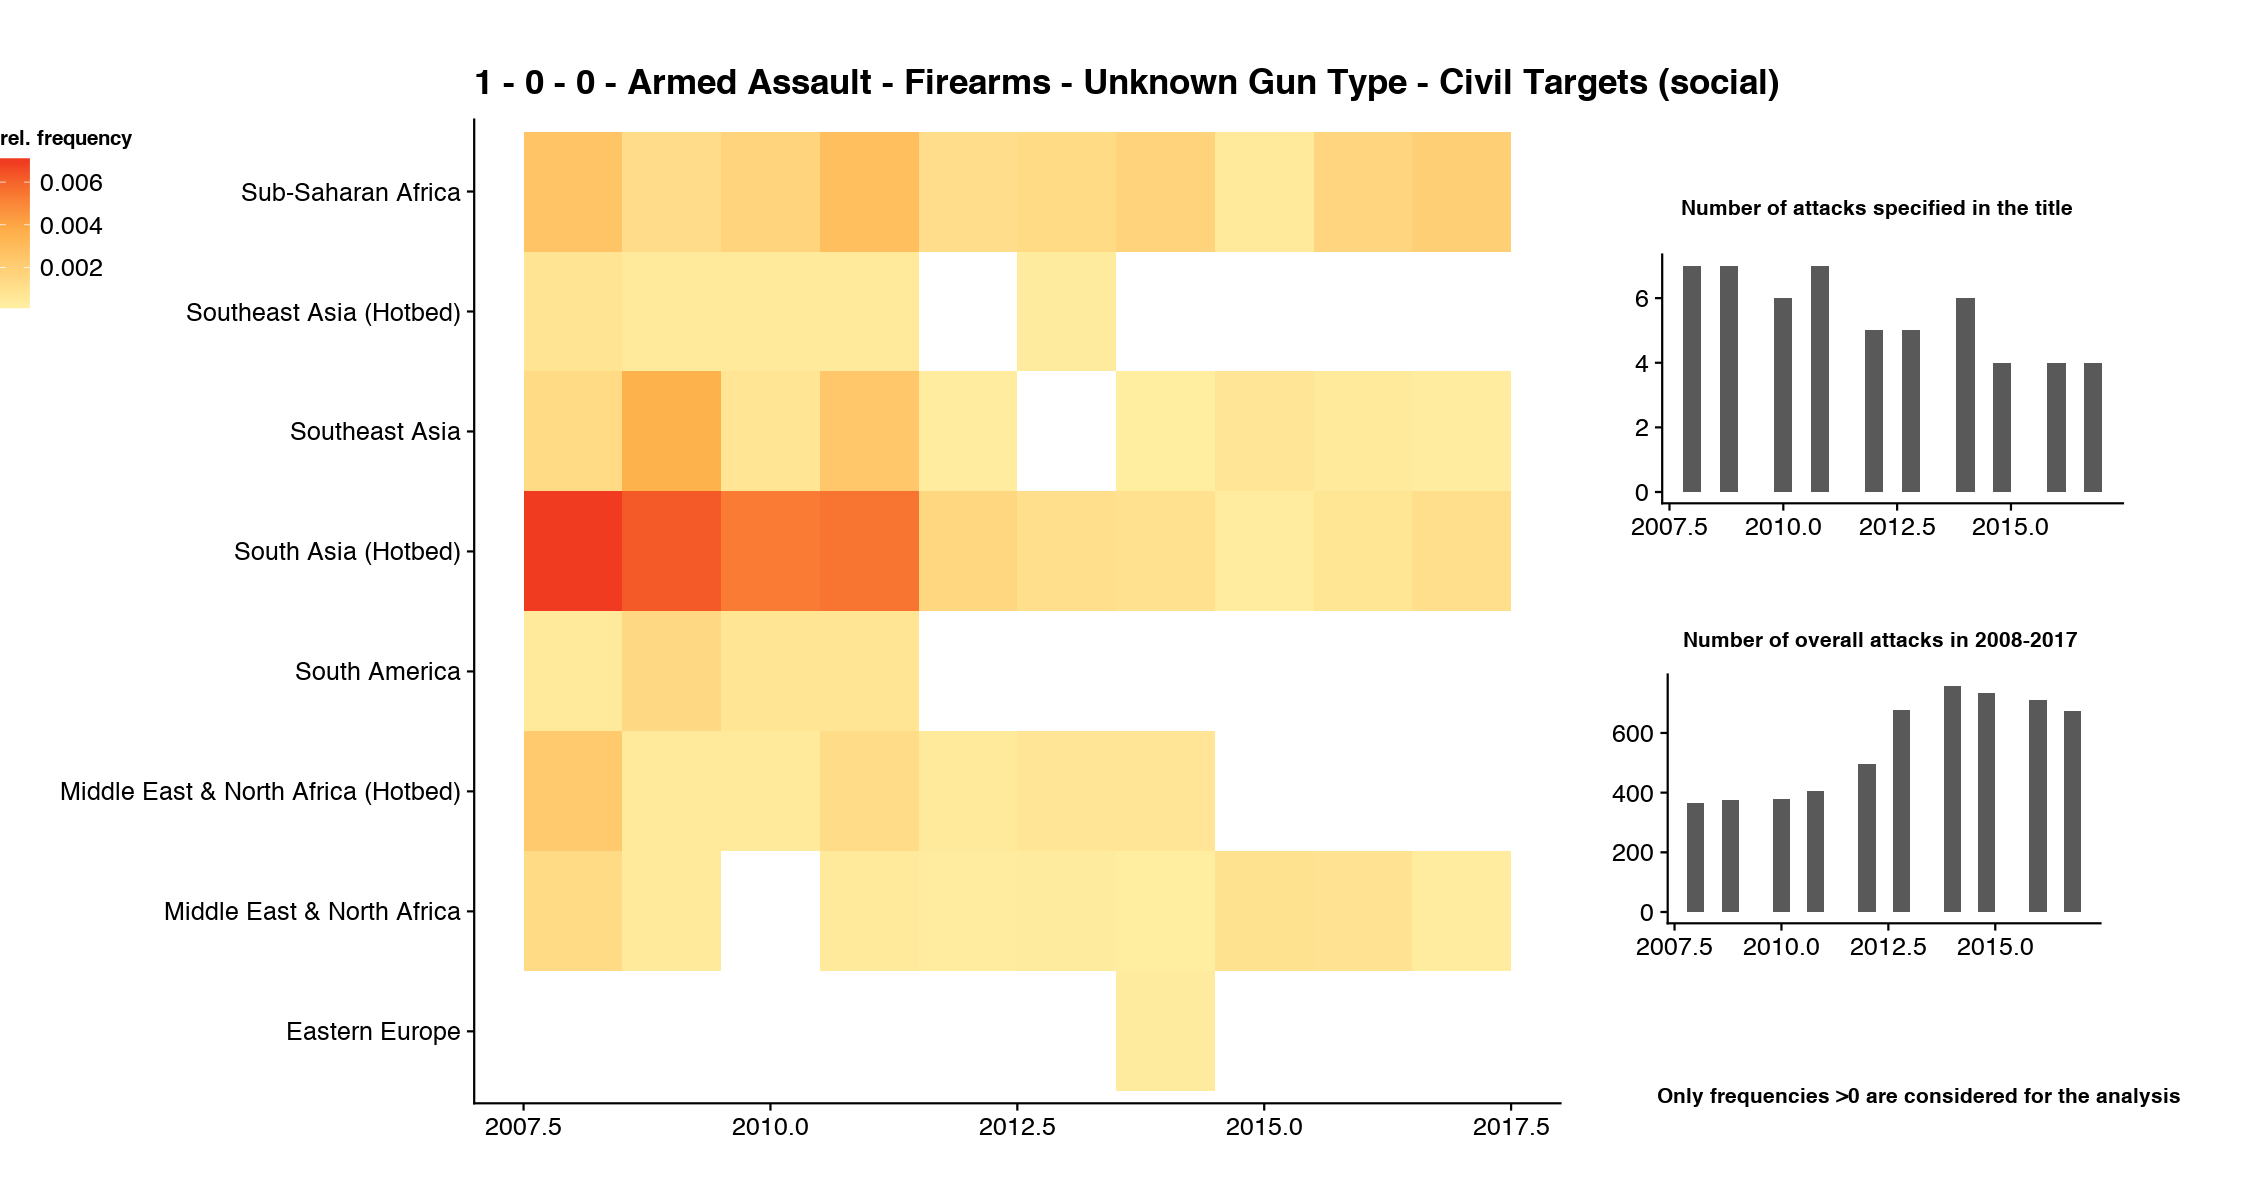 1 - 0 - 0 - Armed Assault - Firearms - Unknown Gun Type - Civil Targets (social)
rel. frequency
0.006
0.004
0.002
Sub-Saharan Africa
Southeast Asia (Hotbed)
Southeast Asia
South Asia (Hotbed)
South America
Middle East & North Africa (Hotbed)
Middle East & North Africa
Eastern Europe
2007.5 2010.0 2012.5 2015.0 2017.5
Number of attacks specified in the title
6
4
2
0
2007.5 2010.0 2012.5 2015.0
Number of overall attacks in 2008-2017
600
400
200
0
2007.5 2010.0 2012.5 2015.0
Only frequencies >0 are considered for the analysis